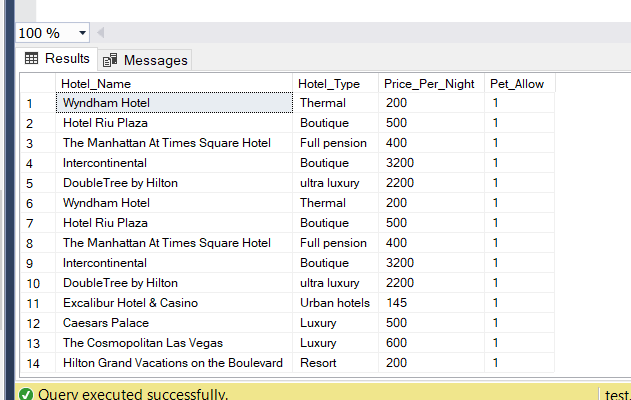 100 %
Results Messages
Hotel_Name Hotel_Type Price_Per_Night Pet_Allow
1 Wyndham Hotel Thermal 200 1
2 Hotel Riu Plaza Boutique 500 1
3 The Manhattan At Times Square Hotel Full pension 400 1
4 Intercontinental Boutique 3200 1
5 DoubleTree by Hilton ultra luxury 2200 1
6 Wyndham Hotel Thermal 200 1
7 Hotel Riu Plaza Boutique 500 1
8 The Manhattan At Times Square Hotel Full pension 400 1
9 Intercontinental Boutique 3200 1
10 DoubleTree by Hilton ultra luxury 2200 1
11 Excalibur Hotel & Casino Urban hotels 145 1
12 Caesars Palace Luxury 500 1
13 The Cosmopolitan Las Vegas Luxury 600 1
14 Hilton Grand Vacations on the Boulevard Resort 200 1
Query executed successfully. test